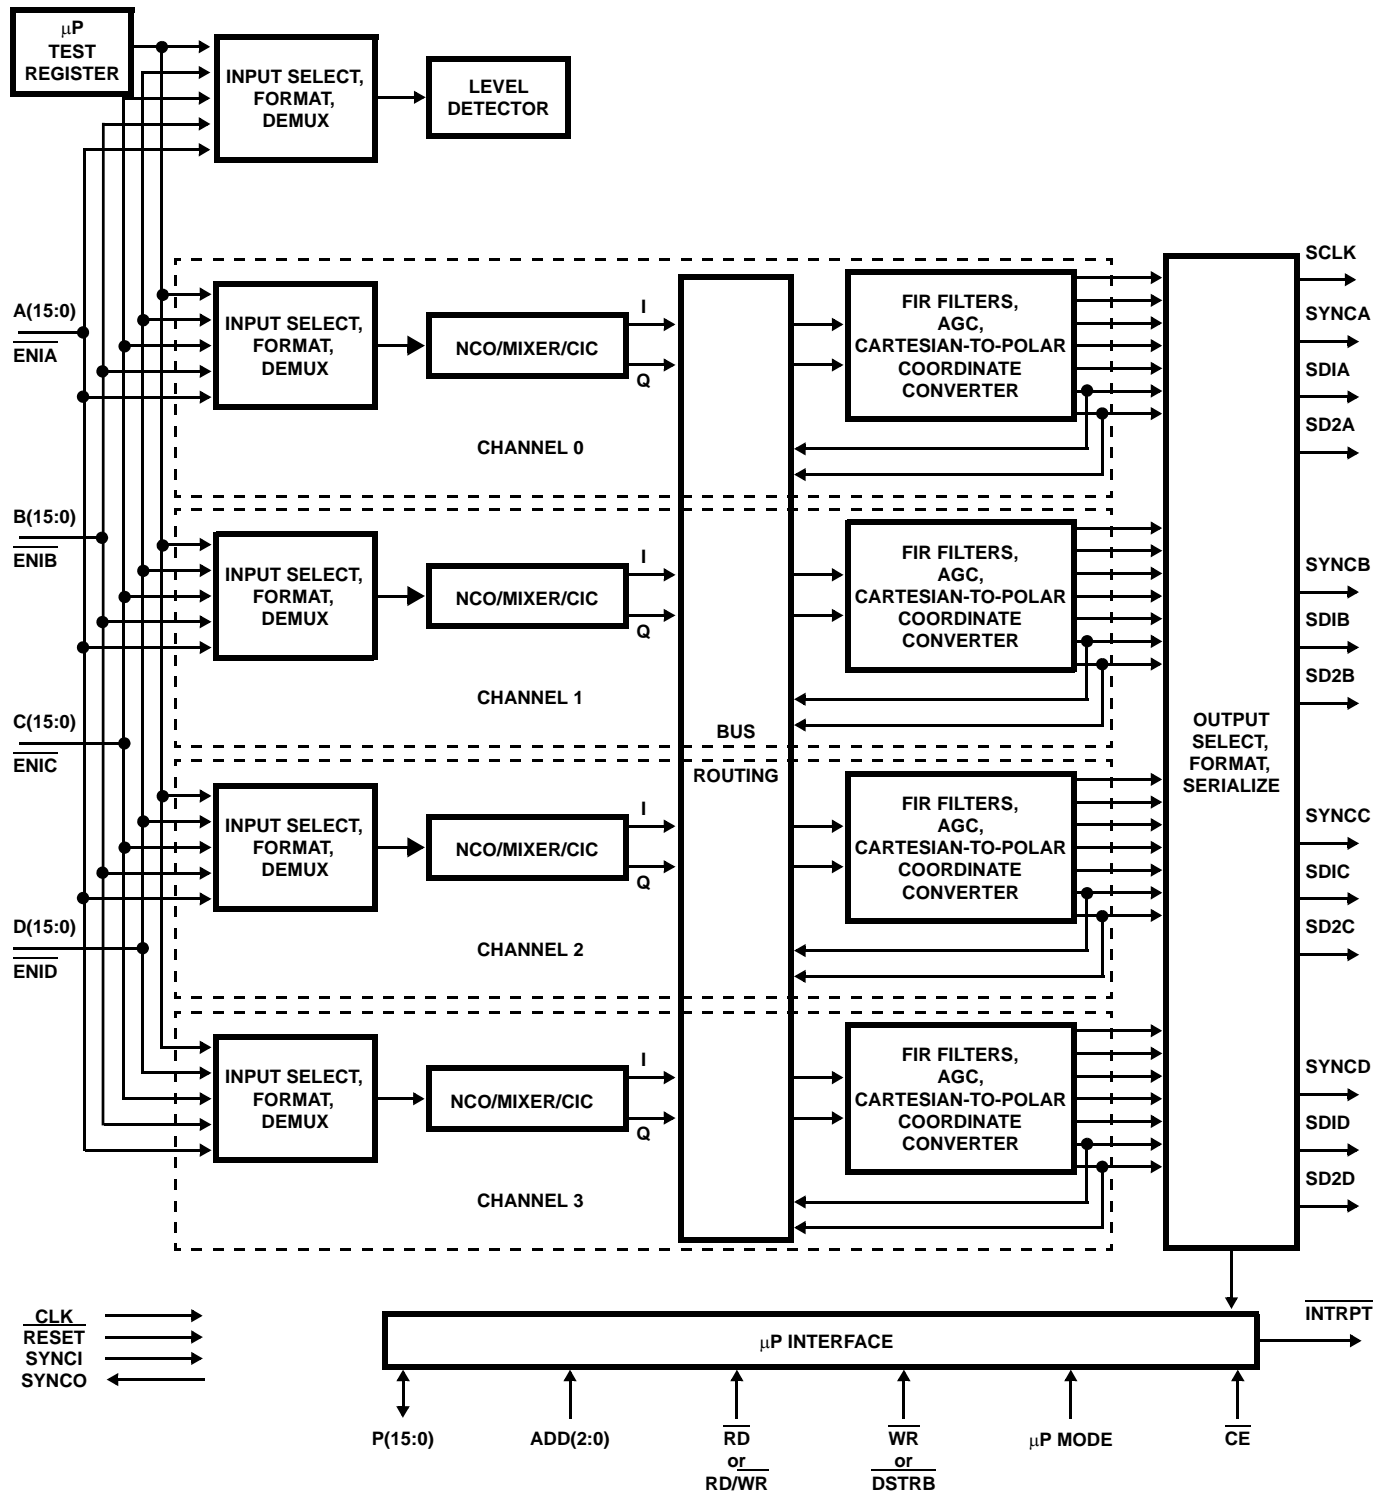 μP
TEST
REGISTER
INPUT SELECT,
FORMAT,
DEMUX
LEVEL
DETECTOR
A(15:0)
ENIA
INPUT SELECT,
FORMAT,
DEMUX
NCO/MIXER/CIC
I
Q
CHANNEL 0
FIR FILTERS,
AGC,
CARTESIAN-TO-POLAR
COORDINATE
CONVERTER
SCLK
SYNCA
SDIA
SD2A
B(15:0)
ENIB
INPUT SELECT,
FORMAT,
DEMUX
NCO/MIXER/CIC
I
Q
CHANNEL 1
FIR FILTERS,
AGC,
CARTESIAN-TO-POLAR
COORDINATE
CONVERTER
SYNCB
SDIB
SD2B
BUS
ROUTING
OUTPUT
SELECT,
FORMAT,
SERIALIZE
C(15:0)
ENIC
INPUT SELECT,
FORMAT,
DEMUX
NCO/MIXER/CIC
I
Q
CHANNEL 2
FIR FILTERS,
AGC,
CARTESIAN-TO-POLAR
COORDINATE
CONVERTER
SYNCC
SDIC
SD2C
D(15:0)
ENID
INPUT SELECT,
FORMAT,
DEMUX
NCO/MIXER/CIC
I
Q
CHANNEL 3
FIR FILTERS,
AGC,
CARTESIAN-TO-POLAR
COORDINATE
CONVERTER
SYNCD
SDID
SD2D
CLK
RESET
SYNCI
SYNCO
μP INTERFACE
INTRPT
P(15:0)
ADD(2:0)
RD
or
RD/WR
WR
or
DSTRB
μP MODE
CE